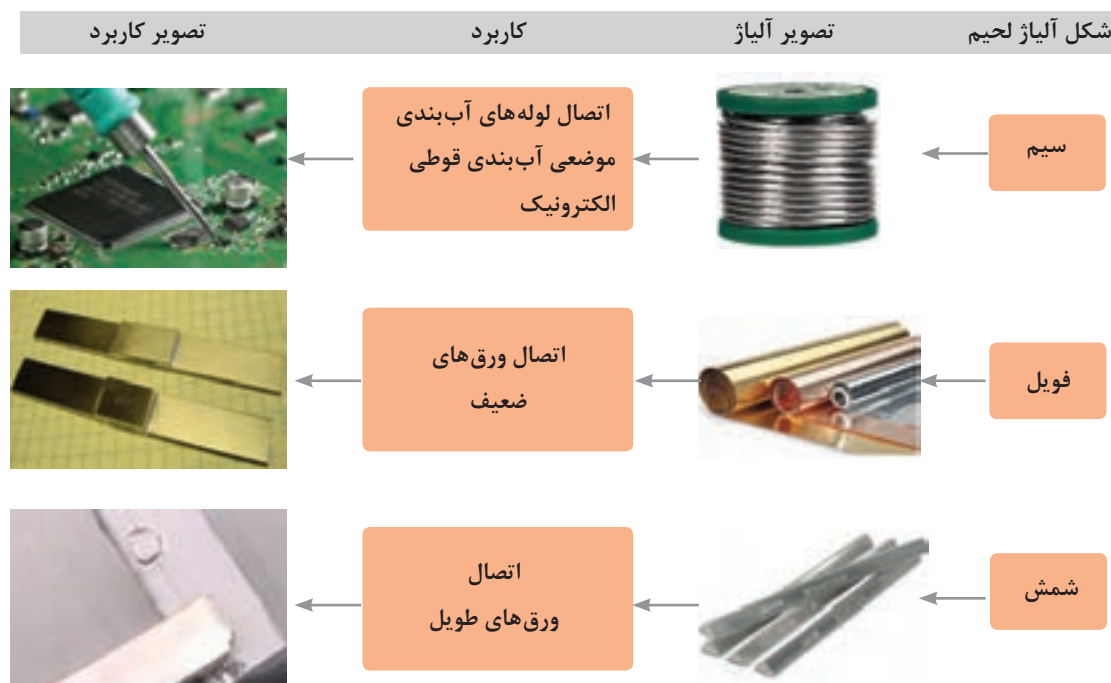 شکل آلیاژ لحیم
تصویر آلیاژ
کاربرد
تصویر کاربرد
سیم
اتصال لوله‌های آب‌بندی
موضعی آب‌بندی قوطی
الکترونیک
فویل
اتصال ورق‌های
ضعیف
شمش
اتصال
ورق‌های طویل